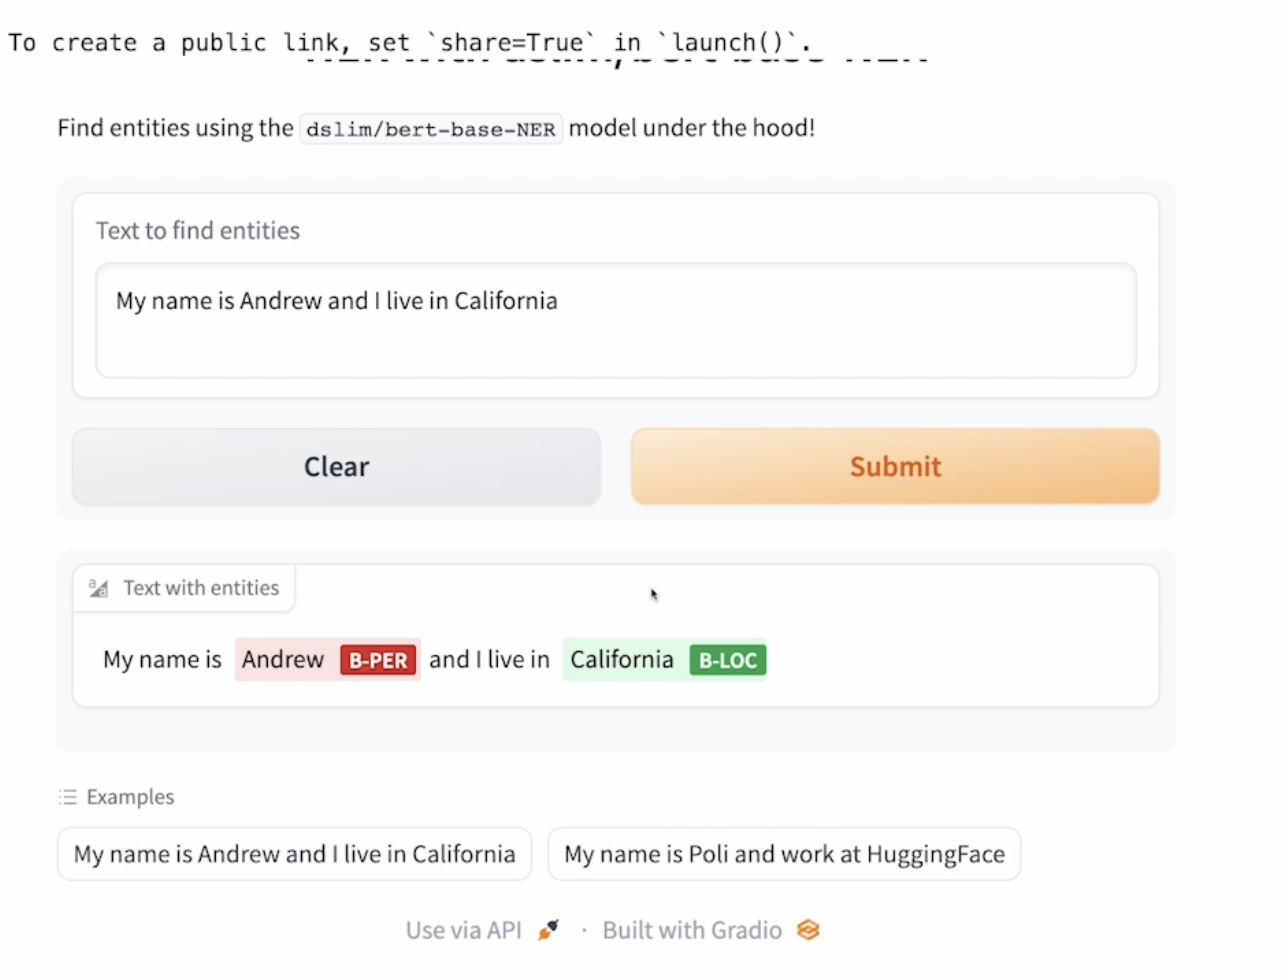 To create a public link, set `share=True` in `launch()`.
Find entities using the dslim/bert-base-NER model under the hood!
Text to find entities
My name is Andrew and I live in California
Clear
Submit
Text with entities
My name is Andrew B-PER and I live in California B-LOC
Examples
My name is Andrew and I live in California
My name is Poli and work at HuggingFace
Use via API · Built with Gradio